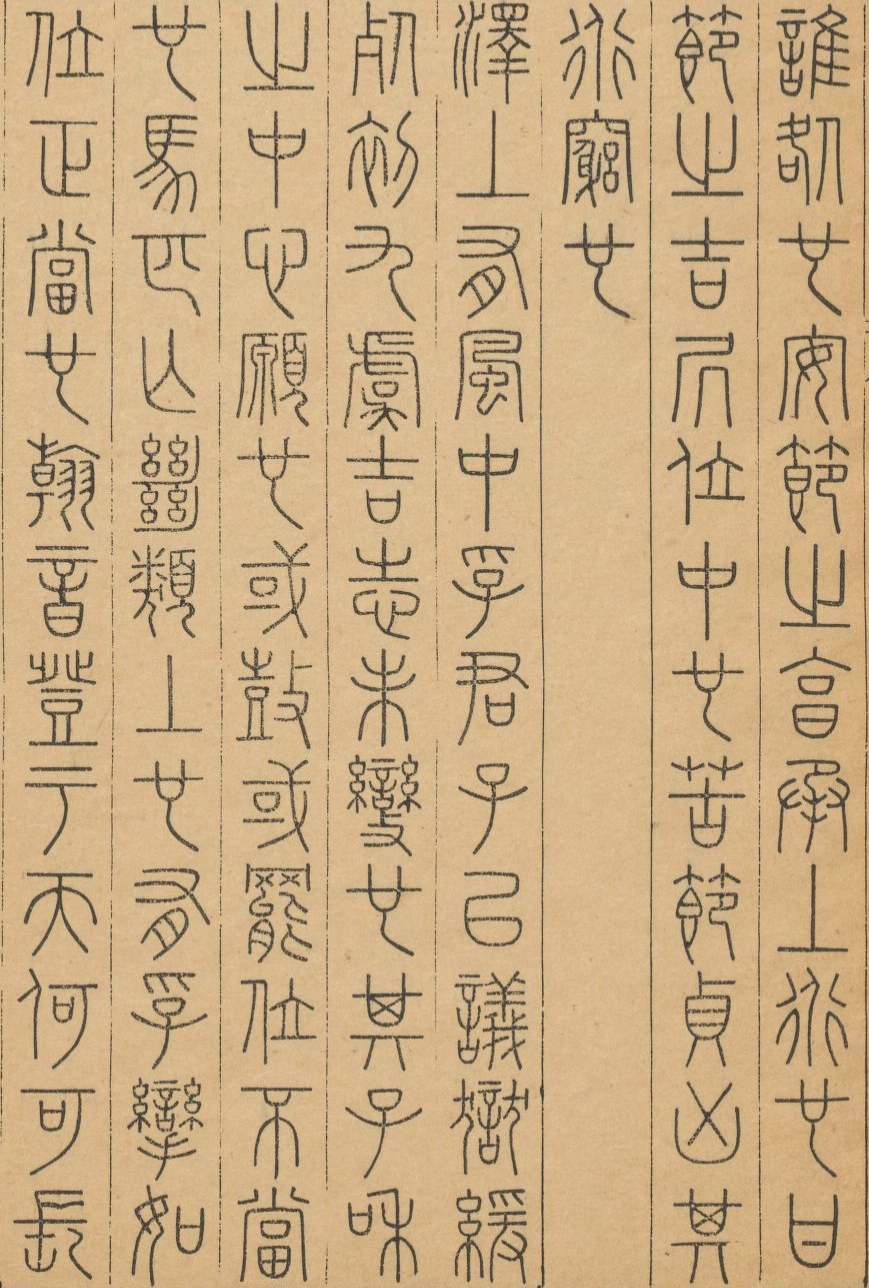 誰咎也安節之亨承上道也甘
節之吉居位中也苦節貞凶其
道窮也
澤上有風中孚君子以議獄緩
死初九虞吉志未變也其子和
之中心願也或鼓或罷位不當
也馬匹亡絕類上也有孚攣如
位正當也翰音登于天何可長